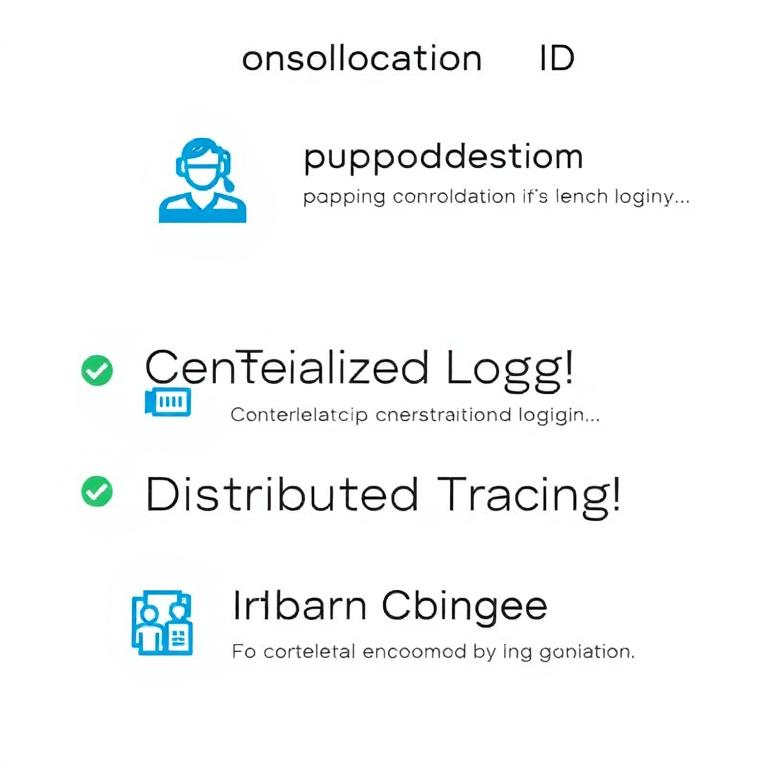 onsollocation ID
puppoddestiom
papping conroldation if's lench loginy...
CenTeialized Logg!
Conterlelatcip cnerstraitiond logigin...
Distributed Tracing!
Irlbarn Cbingee
Fo corteletal encoomod by ing goniation.